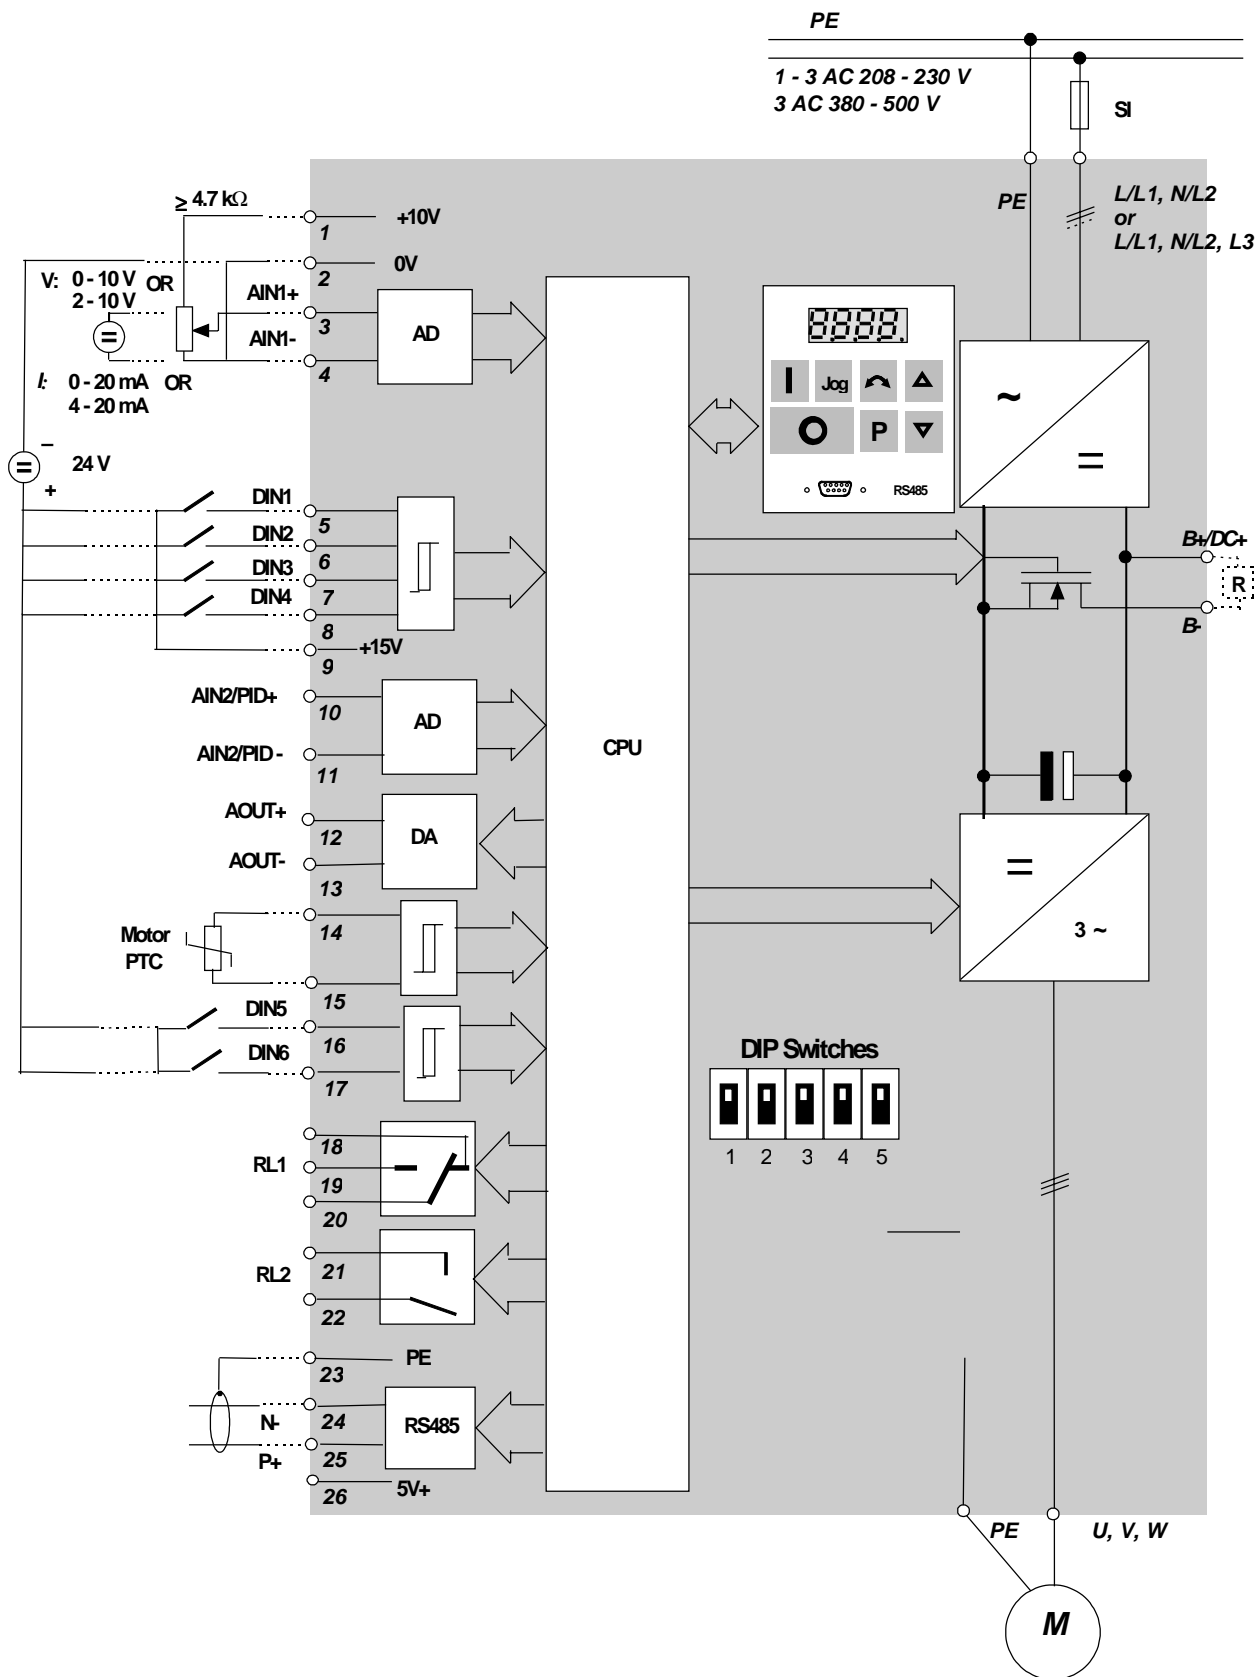 PE
1 - 3 AC 208 - 230 V
3 AC 380 - 500 V
SI
PE
L/L1, N/L2
or
L/L1, N/L2, L3
≥ 4.7 kΩ
1
+10V
2
0V
V: 0 - 10 V OR
2 - 10 V
AIN1+
3
AIN1-
4
AD
I: 0 - 20 mA OR
4 - 20 mA
–
24 V
+
=
=
8.8.8.8.
Jog
P
RS485
~
=
DIN1
5
DIN2
6
DIN3
7
DIN4
8
+15V
9
B+/DC+
R
B-
AIN2/PID+
10
AD
AIN2/PID -
11
CPU
AOUT+
12
DA
AOUT-
13
=
3 ~
Motor
PTC
14
15
DIN5
16
DIN6
17
DIP Switches
1 2 3 4 5
18
RL1
19
20
21
RL2
22
PE
23
N-
24
RS485
P+
25
5V+
26
PE
U, V, W
M